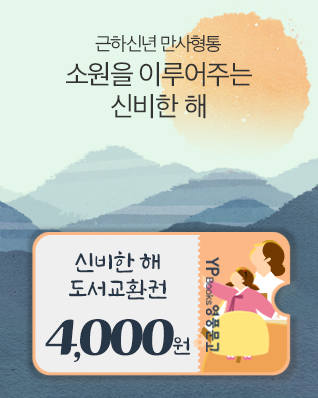 근하신년 만사형통
소원을 이루어주는
신비한 해
신비한 해
도서교환권
4,000원
YP Books 영풍문고